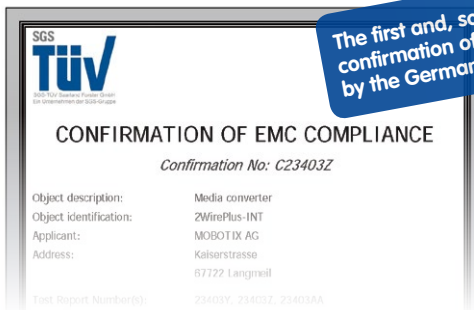 SGS
TÜV
SGS-TÜV Saarland Forster GmbH
Ein Unternehmen der SGS-Gruppe
The first and, so
confirmation of
by the German
CONFIRMATION OF EMC COMPLIANCE
Confirmation No: C23403Z
Object description: Media converter
Object identification: 2WirePlus-INT
Applicant: MOBOTIX AG
Address: Kaiserstrasse
67722 Langmeil
Test Report Number(s): 23403Y, 23403Z, 23403AA